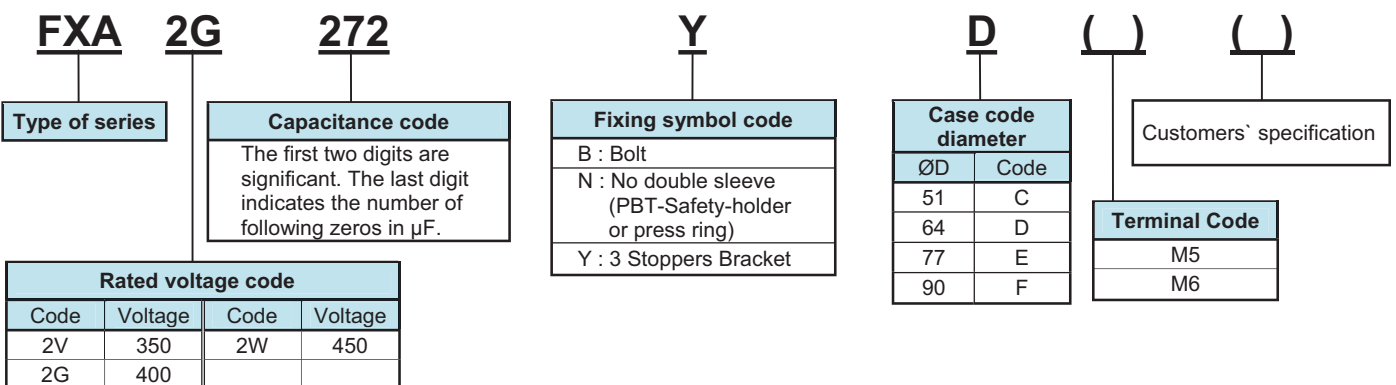 FXA 2G 272 Y D ( ) ( )
Type of series
Capacitance code
The first two digits are
significant. The last digit
indicates the number of
following zeros in µF.
Rated voltage code
Code Voltage Code Voltage
2V 350 2W 450
2G 400
Fixing symbol code
B : Bolt
N : No double sleeve
(PBT-Safety-holder
or press ring)
Y : 3 Stoppers Bracket
Case code
diameter
ØD Code
51 C
64 D
77 E
90 F
Terminal Code
M5
M6
Customers` specification